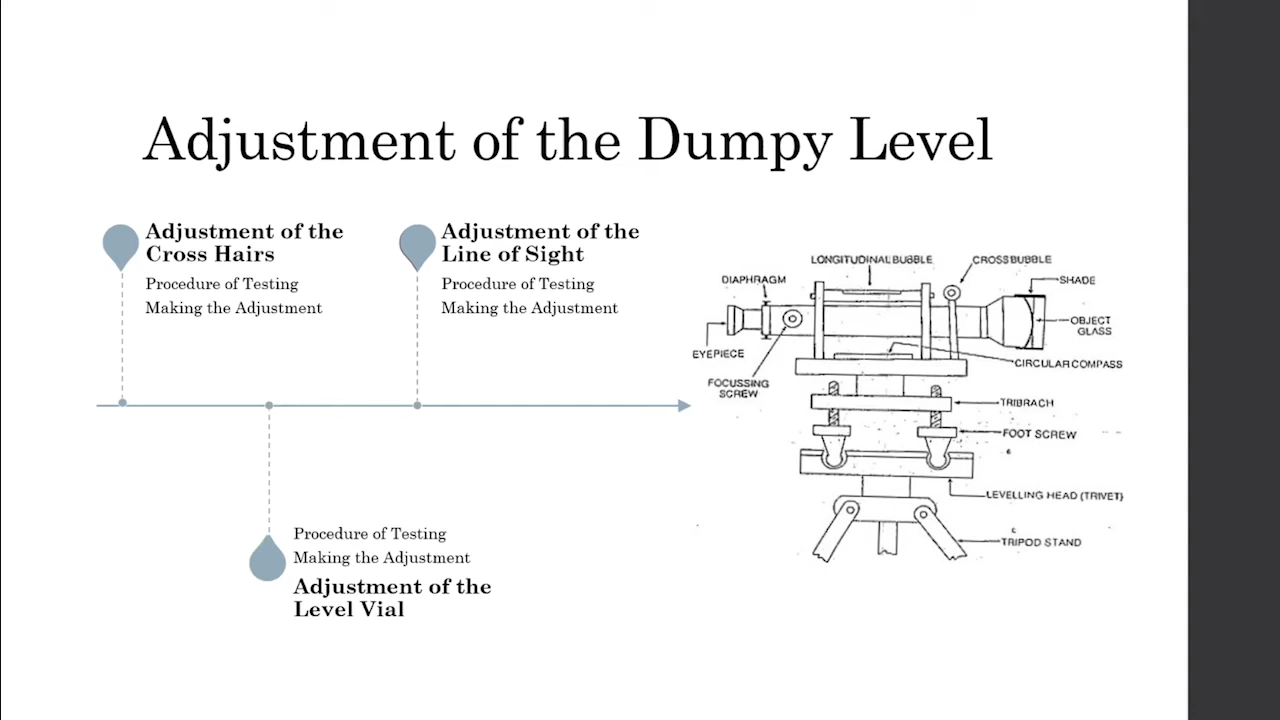 Adjustment of the Dumpy Level
Adjustment of the
Cross Hairs
Procedure of Testing
Making the Adjustment
Adjustment of the
Line of Sight
Procedure of Testing
Making the Adjustment
Procedure of Testing
Making the Adjustment
Adjustment of the
Level Vial
LONGITUDINAL BUBBLE
CROSS BUBBLE
DIAPHRAGM
SHADE
OBJECT
GLASS
EYEPIECE
CIRCULAR COMPASS
FOCUSSING
SCREW
TRIBRACH
FOOT SCREW
LEVELLING HEAD (TRIVET)
TRIPOD STAND